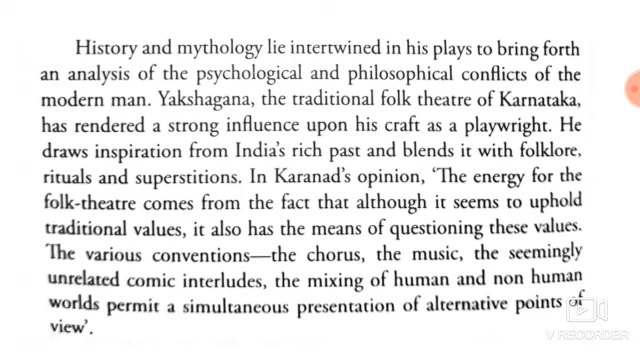 History and mythology lie intertwined in his plays to bring forth
an analysis of the psychological and philosophical conflicts of the
modern man. Yakshagana, the traditional folk theatre of Karnataka,
has rendered a strong influence upon his craft as a playwright. He
draws inspiration from India's rich past and blends it with folklore,
rituals and superstitions. In Karanad's opinion, 'The energy for the
folk-theatre comes from the fact that although it seems to uphold
traditional values, it also has the means of questioning these values.
The various conventions—the chorus, the music, the seemingly
unrelated comic interludes, the mixing of human and non human
worlds permit a simultaneous presentation of alternative points of
view'.
V RECORDER